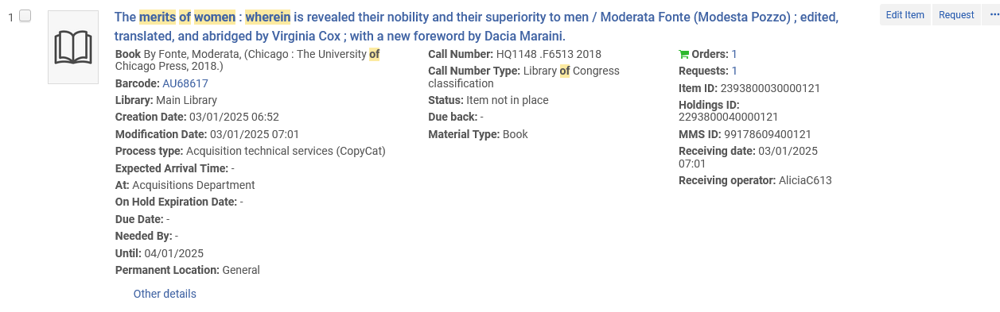 1
The merits of women : wherein is revealed their nobility and their superiority to men / Moderata Fonte (Modesta Pozzo) ; edited,
translated, and abridged by Virginia Cox ; with a new foreword by Dacia Maraini.
Edit Item
Request
...
Book By Fonte, Moderata, (Chicago : The University of
Chicago Press, 2018.)
Barcode: AU68617
Library: Main Library
Creation Date: 03/01/2025 06:52
Modification Date: 03/01/2025 07:01
Process type: Acquisition technical services (CopyCat)
Expected Arrival Time: -
At: Acquisitions Department
On Hold Expiration Date: -
Due Date: -
Needed By: -
Until: 04/01/2025
Permanent Location: General
Other details
Call Number: HQ1148 .F6513 2018
Call Number Type: Library of Congress
classification
Status: Item not in place
Due back: -
Material Type: Book
Orders: 1
Requests: 1
Item ID: 2393800030000121
Holdings ID:
2293800040000121
MMS ID: 99178609400121
Receiving date: 03/01/2025
07:01
Receiving operator: AliciaC613